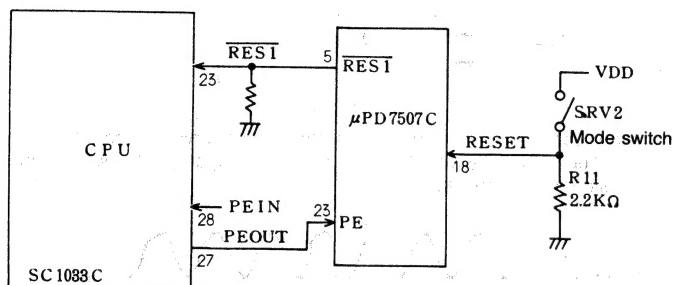 CPU
SC1033C
23
RES1
5
RES1
μPD7507C
RESET
18
VDD
SRV2
Mode switch
R11
2.2KΩ
PEIN
28
PEOUT
27
23
PE